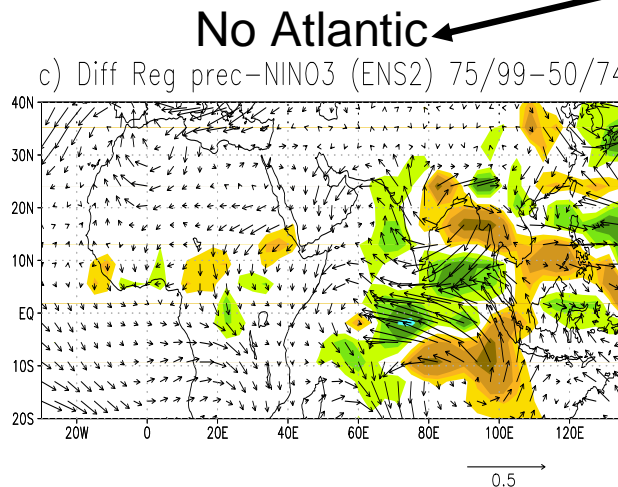 No Atlantic
c) Diff Reg prec-NINO3 (ENS2) 75/99-50/74
40N
30N
20N
10N
EQ
10S
20S
20W 0 20E 40E 60E 80E 100E 120E
0.5